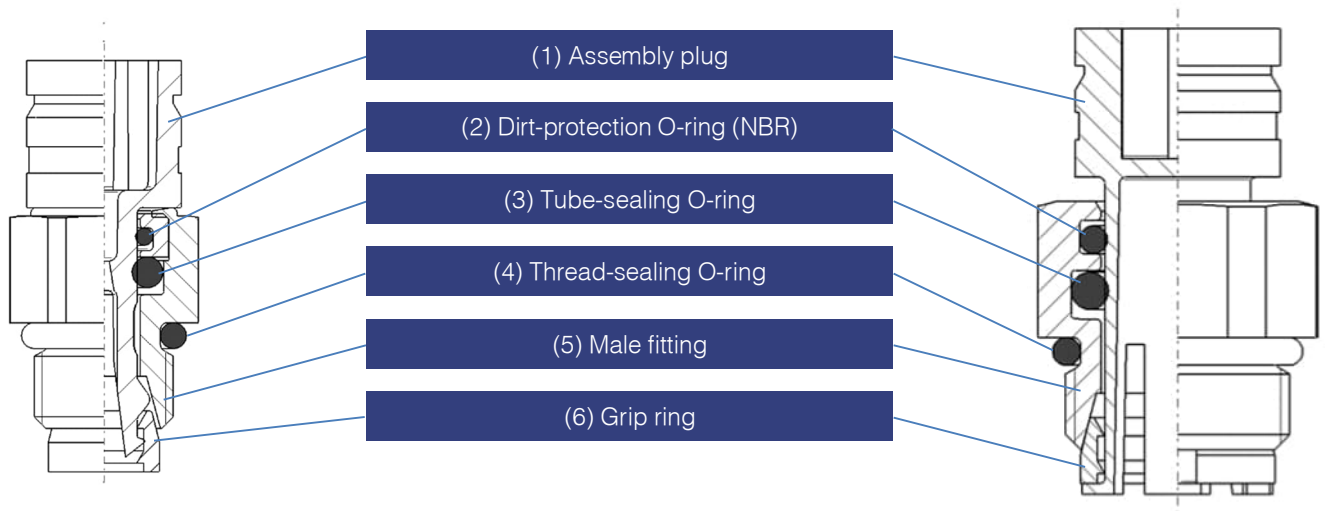 (1) Assembly plug
(2) Dirt-protection O-ring (NBR)
(3) Tube-sealing O-ring
(4) Thread-sealing O-ring
(5) Male fitting
(6) Grip ring